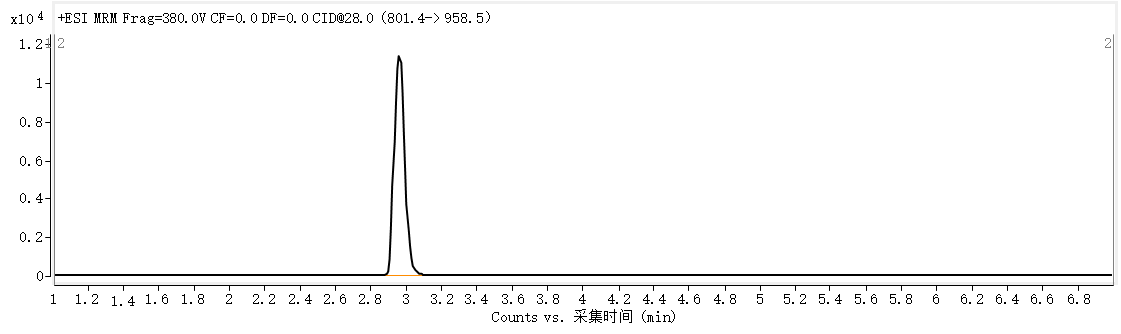 x10 4 +ESI MRM Frag=380.0V CF=0.0 DF=0.0 CID@28.0 (801.4-> 958.5)
1.2 1 2 2
1
0.8
0.6
0.4
0.2
0
1 1.2 1.4 1.6 1.8 2 2.2 2.4 2.6 2.8 3 3.2 3.4 3.6 3.8 4 4.2 4.4 4.6 4.8 5 5.2 5.4 5.6 5.8 6 6.2 6.4 6.6 6.8
Counts vs. 采集时间 (min)